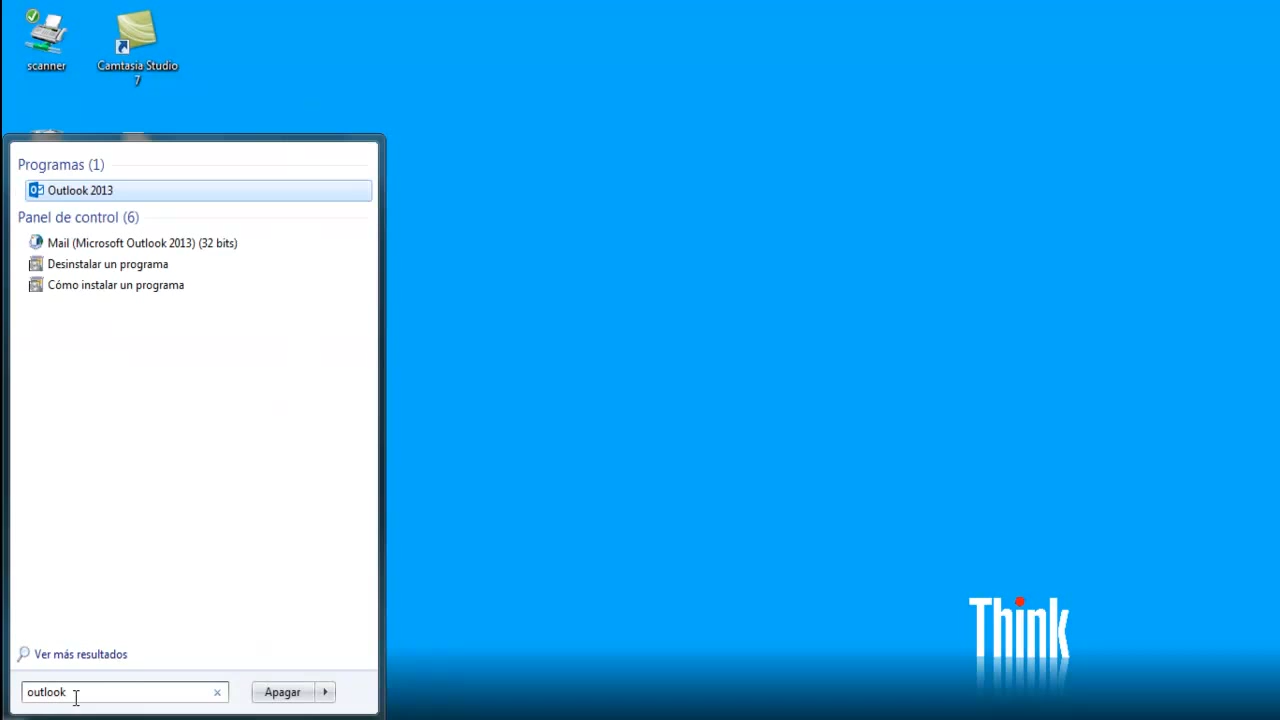 scanner
Camtasia Studio
7
Programas (1)
Outlook 2013
Panel de control (6)
Mail (Microsoft Outlook 2013) (32 bits)
Desinstalar un programa
Cómo instalar un programa
Ver más resultados
outlook
Apagar
Think